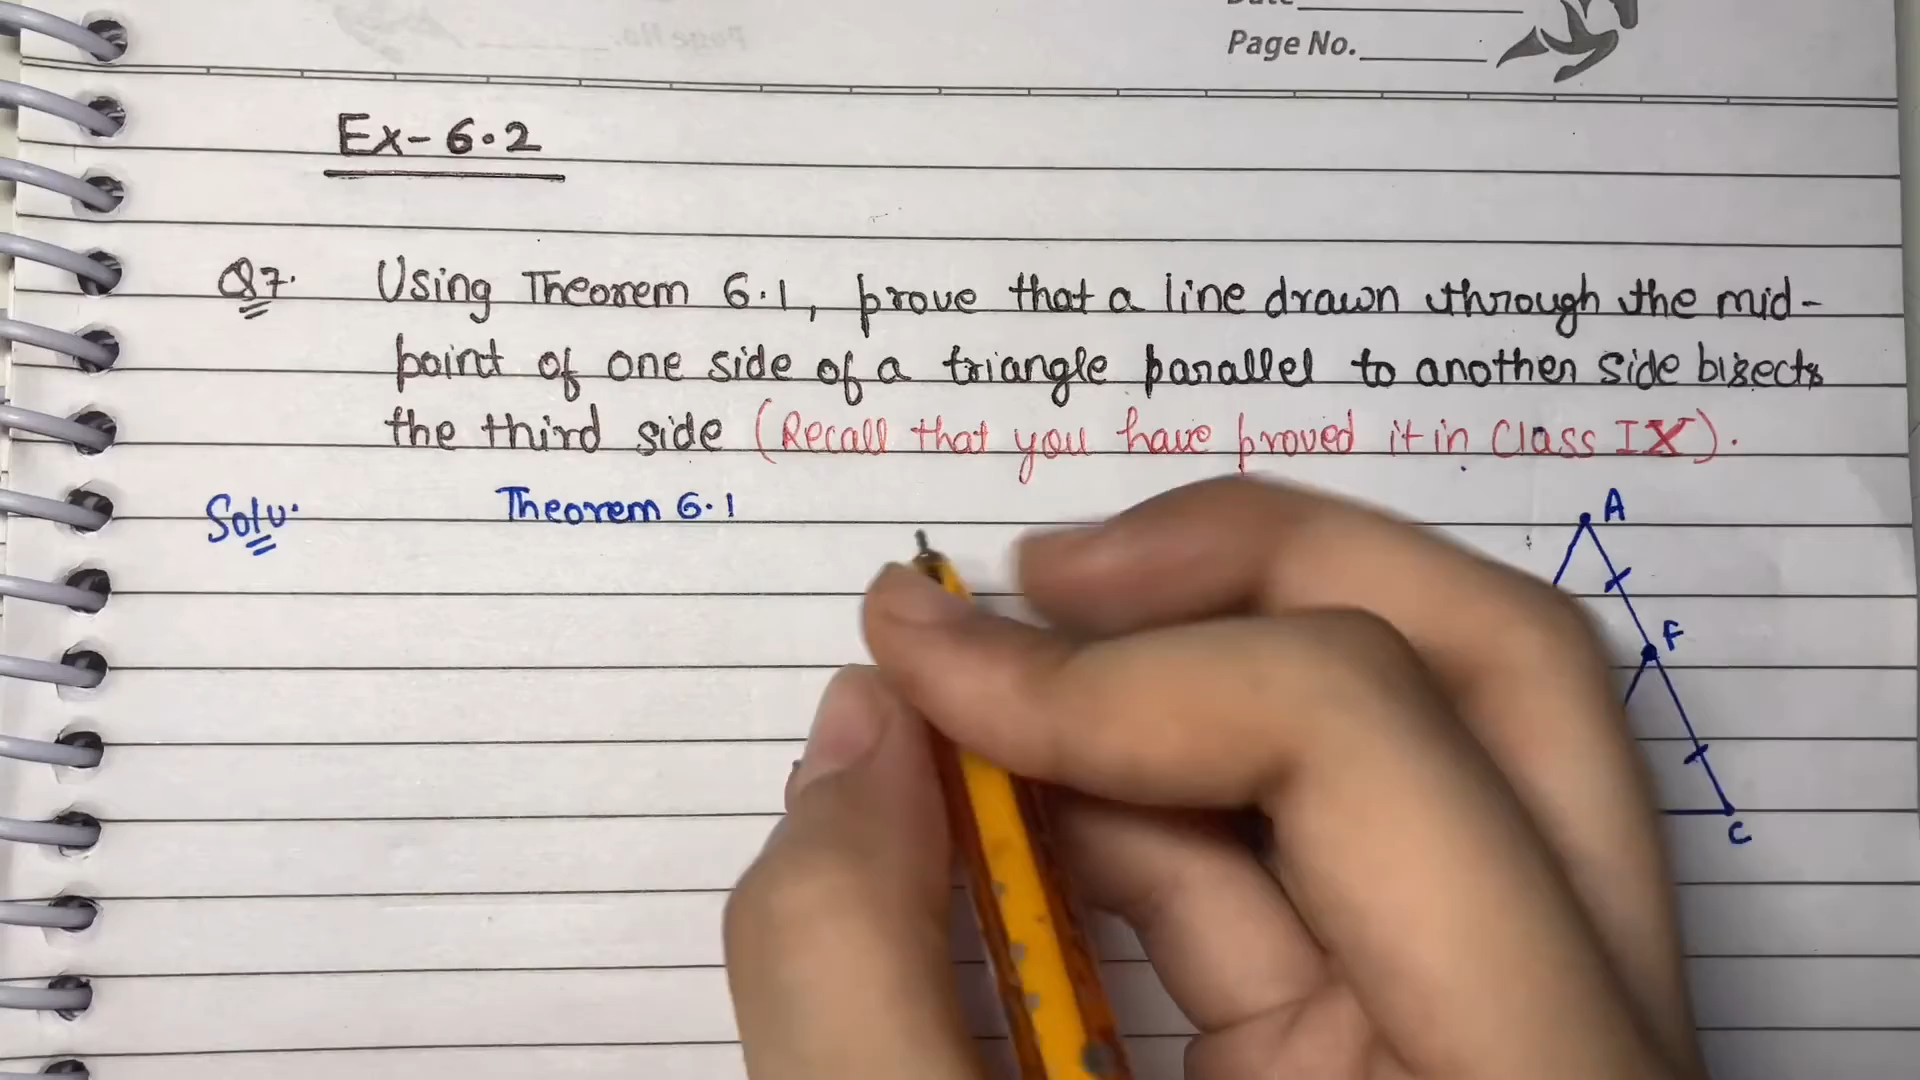 Page No.
Ex- 6.2
Q7. Using Theorem 6.1, prove that a line drawn through the mid-
point of one side of a triangle parallel to another side bisects
the third side (Recall that you have proved it in Class IX).
Solu. Theorem 6.1
A
F
C